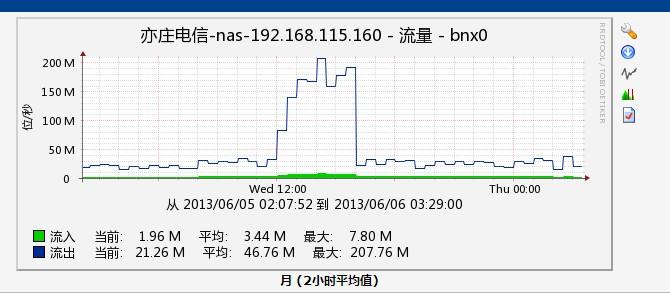 亦庄电信-nas-192.168.115.160 - 流量 - bnx0
RRDTOOL / TOBI OETIKER
位/秒
200 M
150 M
100 M
50 M
0
Wed 12:00 Thu 00:00
从 2013/06/05 02:07:52 到 2013/06/06 03:29:00
流入 当前: 1.96 M 平均: 3.44 M 最大: 7.80 M
流出 当前: 21.26 M 平均: 46.76 M 最大: 207.76 M
月 (2小时平均值)